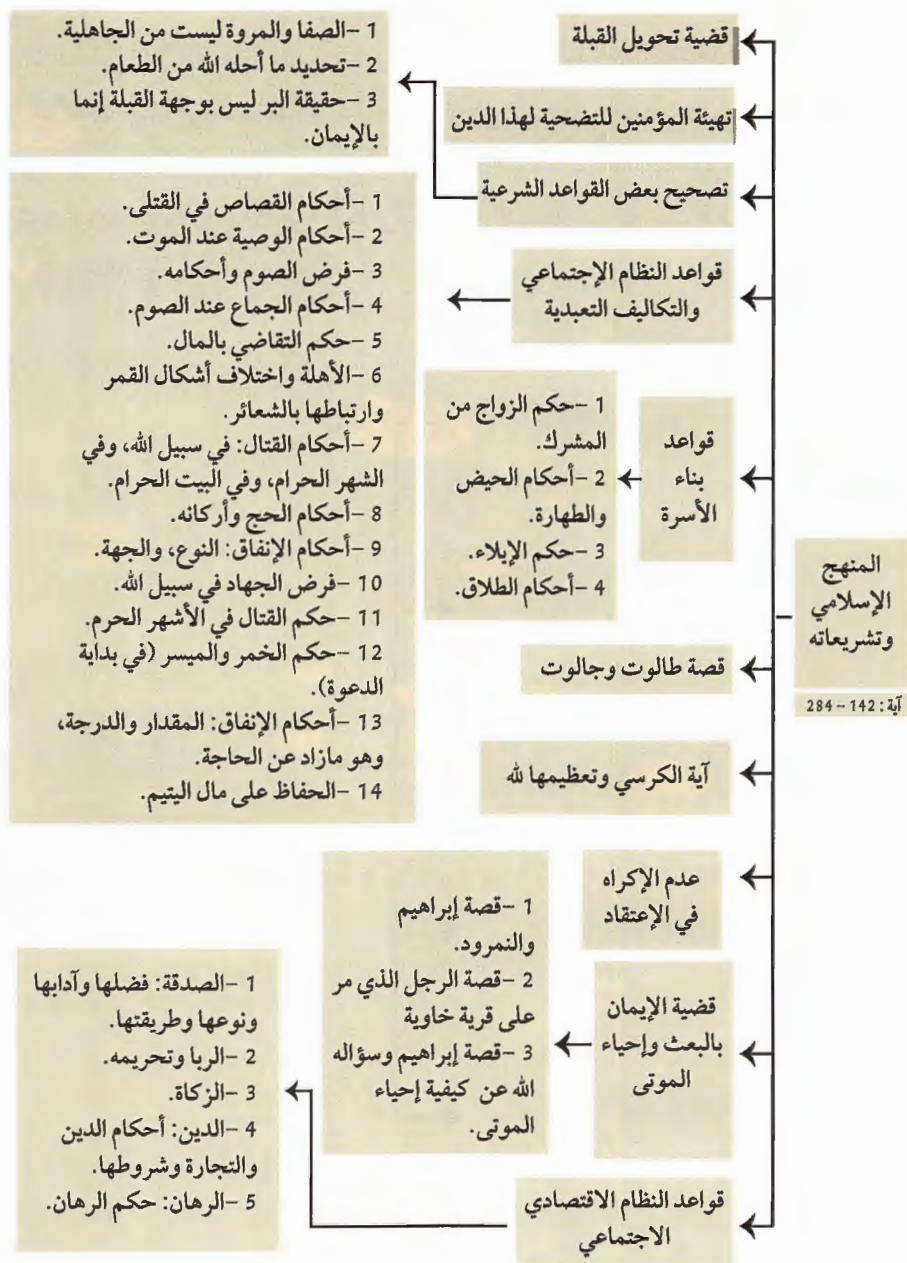 المنهج
الإسلامي
وتشريعاته
آية: 142 – 284
قضية تحويل القبلة
تهيئة المؤمنين للتضحية لهذا الدين
تصحيح بعض القواعد الشرعية
1 –الصفا والمروة ليست من الجاهلية.
2 –تحديد ما أحله الله من الطعام.
3 –حقيقة البر ليس بوجهة القبلة إنما
بالإيمان.
قواعد النظام الإجتماعي
والتكاليف التعبدية
1 –أحكام القصاص في القتلى.
2 –أحكام الوصية عند الموت.
3 –فرض الصوم وأحكامه.
4 –أحكام الجماع عند الصوم.
5 –حكم التقاضي بالمال.
6 –الأهلة واختلاف أشكال القمر
وارتباطها بالشعائر.
7 –أحكام القتال: في سبيل الله، وفي
الشهر الحرام، وفي البيت الحرام.
8 –أحكام الحج وأركانه.
9 –أحكام الإنفاق: النوع، والجهة.
10 –فرض الجهاد في سبيل الله.
11 –حكم القتال في الأشهر الحرم.
12 –حكم الخمر والميسر (في بداية
الدعوة).
13 –أحكام الإنفاق: المقدار والدرجة،
وهو مازاد عن الحاجة.
14 –الحفاظ على مال اليتيم.
قواعد
بناء
الأسرة
1 –حكم الزواج من
المشرك.
2 –أحكام الحيض
والطهارة.
3 –حكم الإيلاء.
4 –أحكام الطلاق.
قصة طالوت وجالوت
آية الكرسي وتعظيمها لله
عدم الإكراه
في الإعتقاد
قضية الإيمان
بالبعث وإحياء
الموتى
1 –قصة إبراهيم
والنمرود.
2 –قصة الرجل الذي مر
على قرية خاوية
3 –قصة إبراهيم وسؤاله
الله عن كيفية إحياء
الموتى.
قواعد النظام الاقتصادي
الاجتماعي
1 –الصدقة: فضلها وآدابها
ونوعها وطريقتها.
2 –الربا وتحريمه.
3 –الزكاة.
4 –الدين: أحكام الدين
والتجارة وشروطها.
5 –الرهان: حكم الرهان.